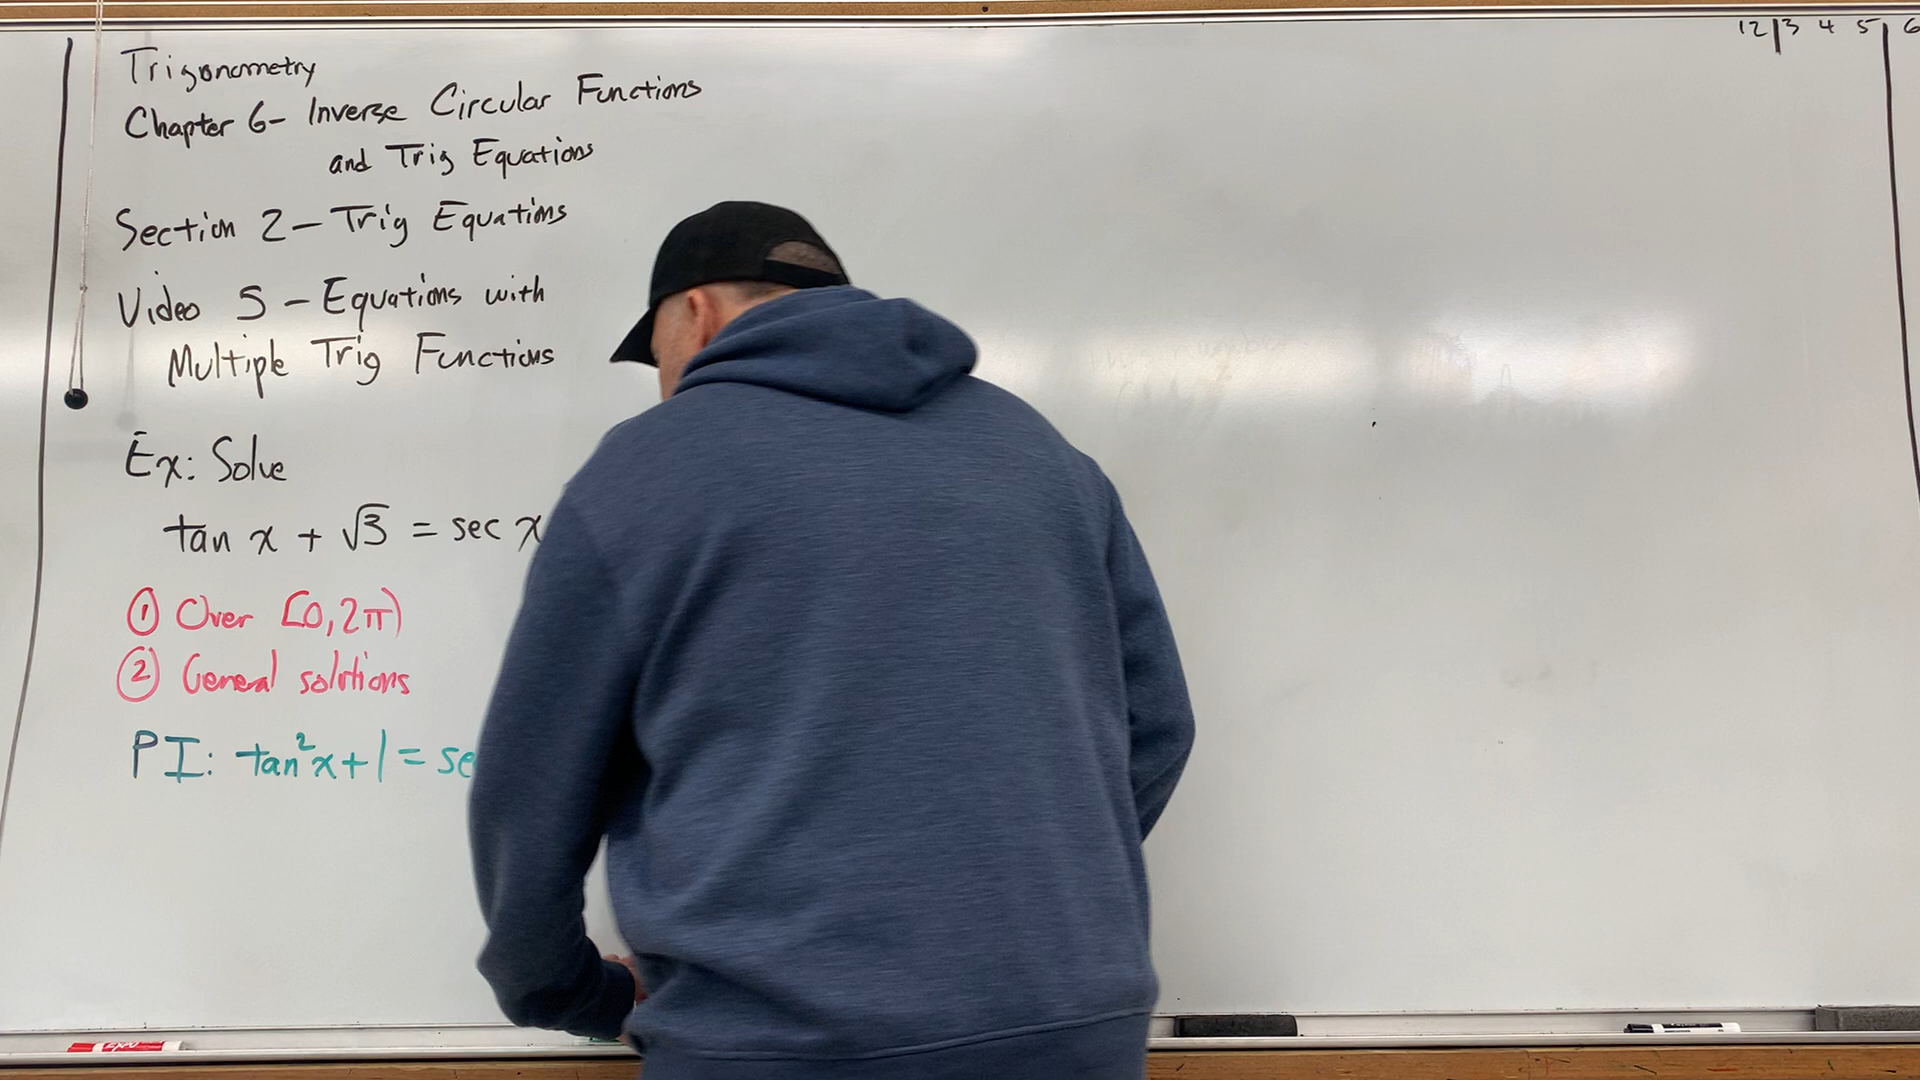 Trigonometry
Chapter 6- Inverse Circular Functions
and Trig Equations
Section 2 - Trig Equations
Video 5 - Equations with
Multiple Trig Functions
Ex: Solve
tan x + √3 = sec x
① Over [0, 2π)
② General solutions
PI: tan²x + 1 = se
12 | 3 4 5 | 6
EXPO